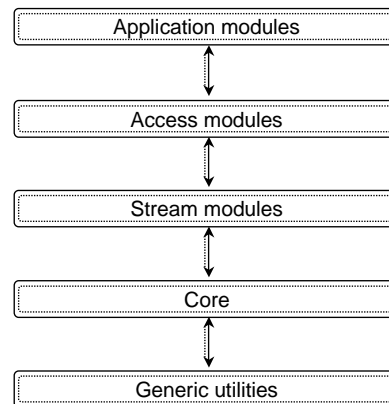 Application modules
Access modules
Stream modules
Core
Generic utilities